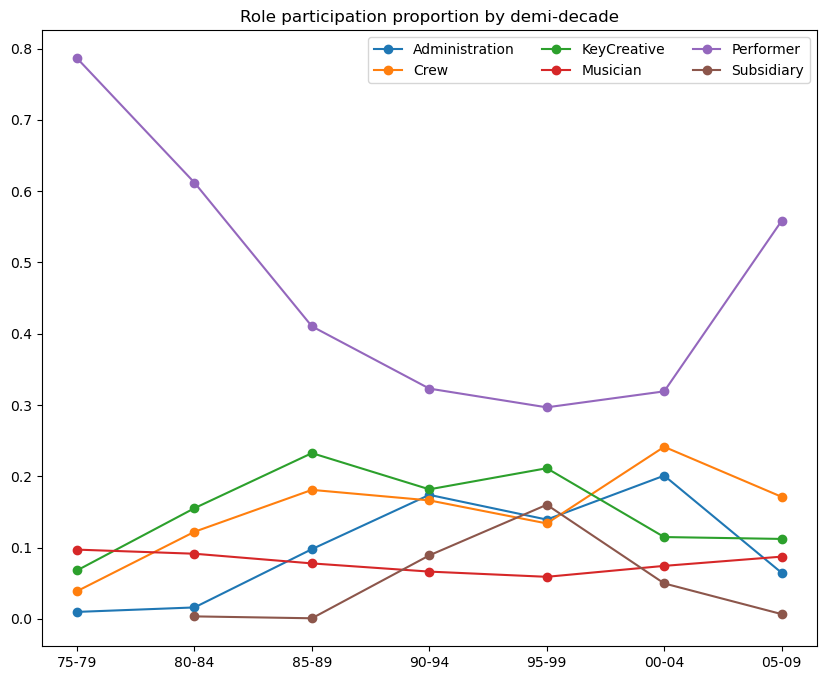 Role participation proportion by demi-decade
Administration
Crew
KeyCreative
Musician
Performer
Subsidiary
0.8
0.7
0.6
0.5
0.4
0.3
0.2
0.1
0.0
75-79 80-84 85-89 90-94 95-99 00-04 05-09